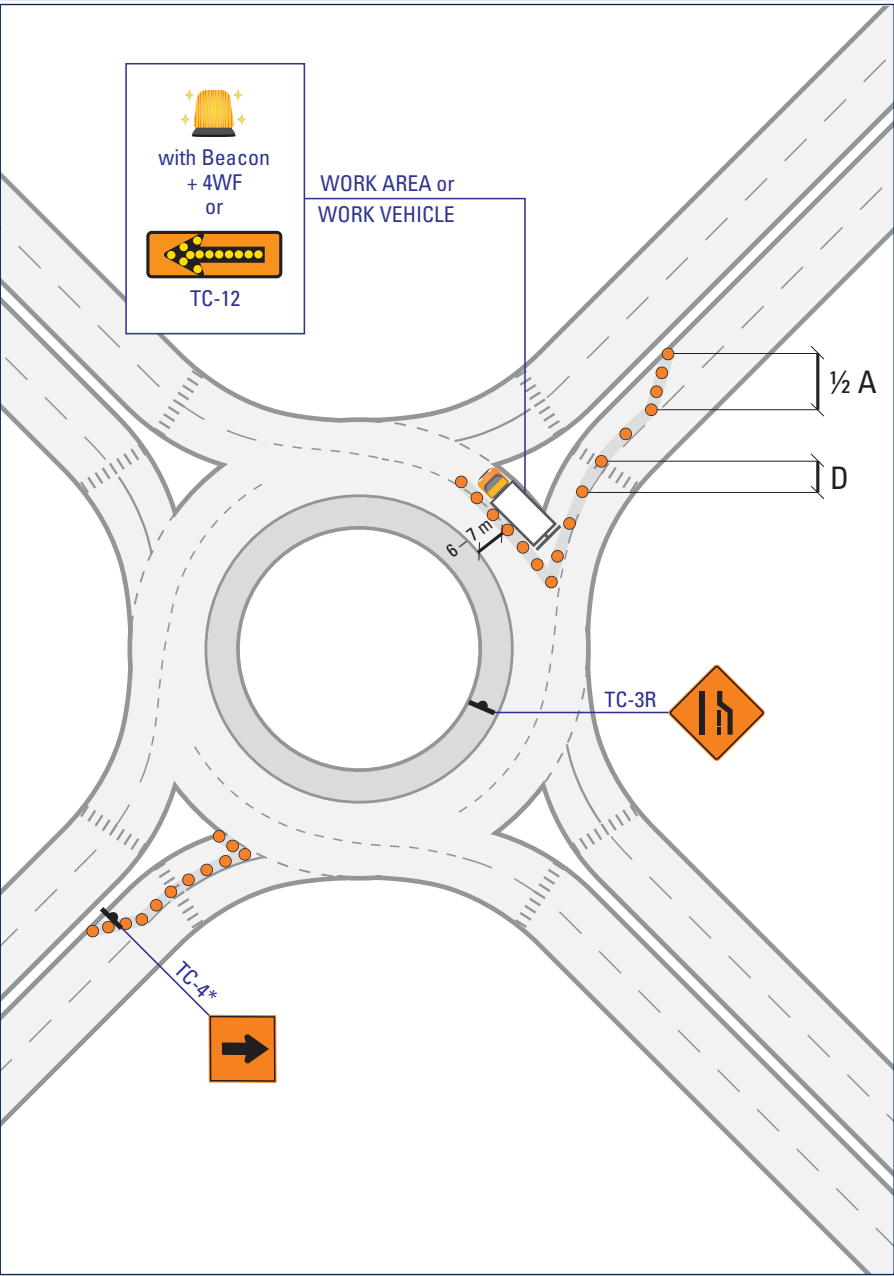 with Beacon
+ 4WF
or
TC-12
WORK AREA or
WORK VEHICLE
½ A
D
6 – 7 m
TC-3R
TC-4*